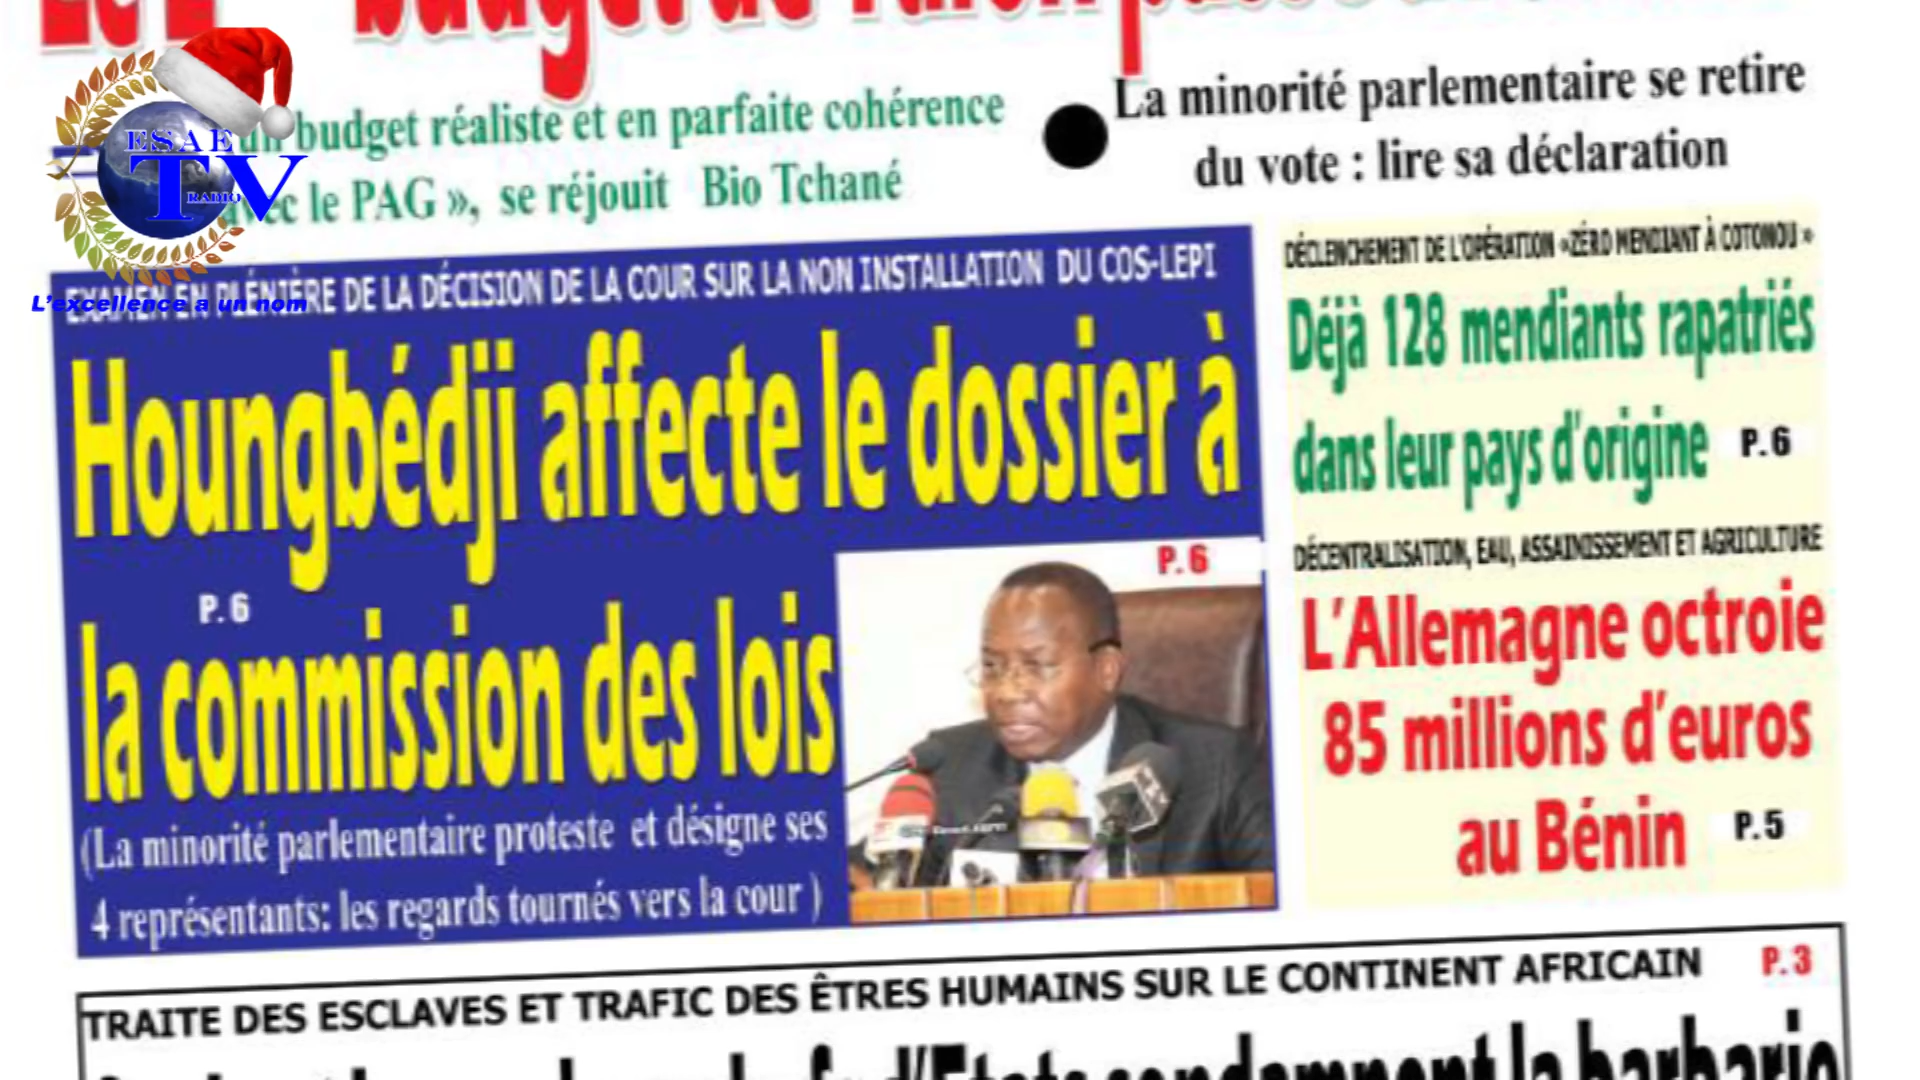 budget réaliste et en parfaite cohérence
avec le PAG », se réjouit Bio Tchané
La minorité parlementaire se retire
du vote : lire sa déclaration
ESAE
TV
RADIO
L'excellence a un nom
EXAMEN EN PLÉNIÈRE DE LA DÉCISION DE LA COUR SUR LA NON INSTALLATION DU COS-LEPI
Houngbédji affecte le dossier à
la commission des lois
P. 6
P. 6
(La minorité parlementaire proteste et désigne ses
4 représentants: les regards tournés vers la cour )
DÉCLENCHEMENT DE L'OPÉRATION «ZÉRO MENDIANT À COTONOU »
Déjà 128 mendiants rapatriés
dans leur pays d'origine P. 6
DÉCENTRALISATION, EAU, ASSAINISSEMENT ET AGRICULTURE
L'Allemagne octroie
85 millions d'euros
au Bénin P. 5
TRAITE DES ESCLAVES ET TRAFIC DES ÊTRES HUMAINS SUR LE CONTINENT AFRICAIN P. 3
d'Etats condamnent la barbarie